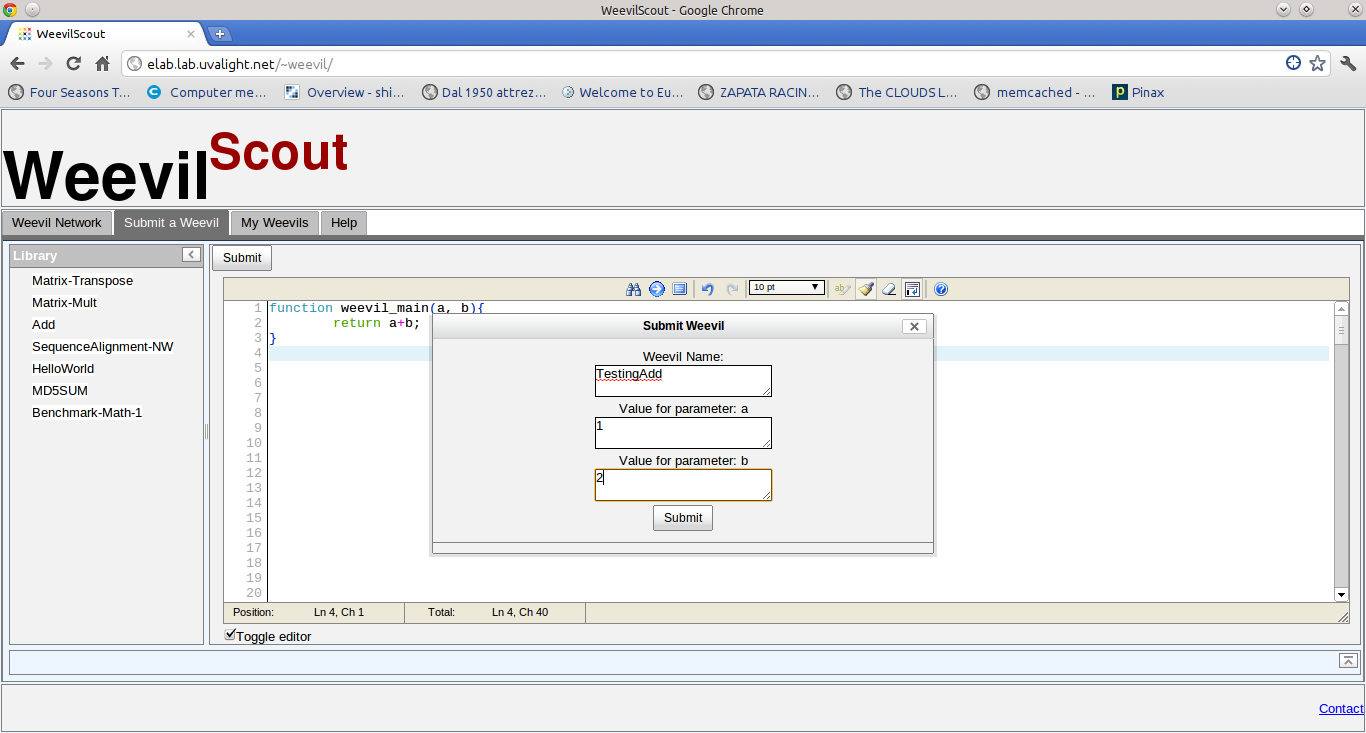 WeevilScout - Google Chrome
WeevilScout
elab.lab.uvalight.net/~weevil/
Four Seasons T... Computer me... Overview - shi... Dal 1950 attrez... Welcome to Eu... ZAPATA RACIN... The CLOUDS L... memcached - ... Pinax
WeevilScout
Weevil Network Submit a Weevil My Weevils Help
Library
Matrix-Transpose
Matrix-Mult
Add
SequenceAlignment-NW
HelloWorld
MD5SUM
Benchmark-Math-1
Submit
10 pt
1 function weevil_main(a, b){
2 return a+b;
3 }
4
5
6
7
8
9
10
11
12
13
14
15
16
17
18
19
20
Submit Weevil
Weevil Name:
TestingAdd
Value for parameter: a
1
Value for parameter: b
2
Submit
Position: Ln 4, Ch 1 Total: Ln 4, Ch 40
Toggle editor
Contact